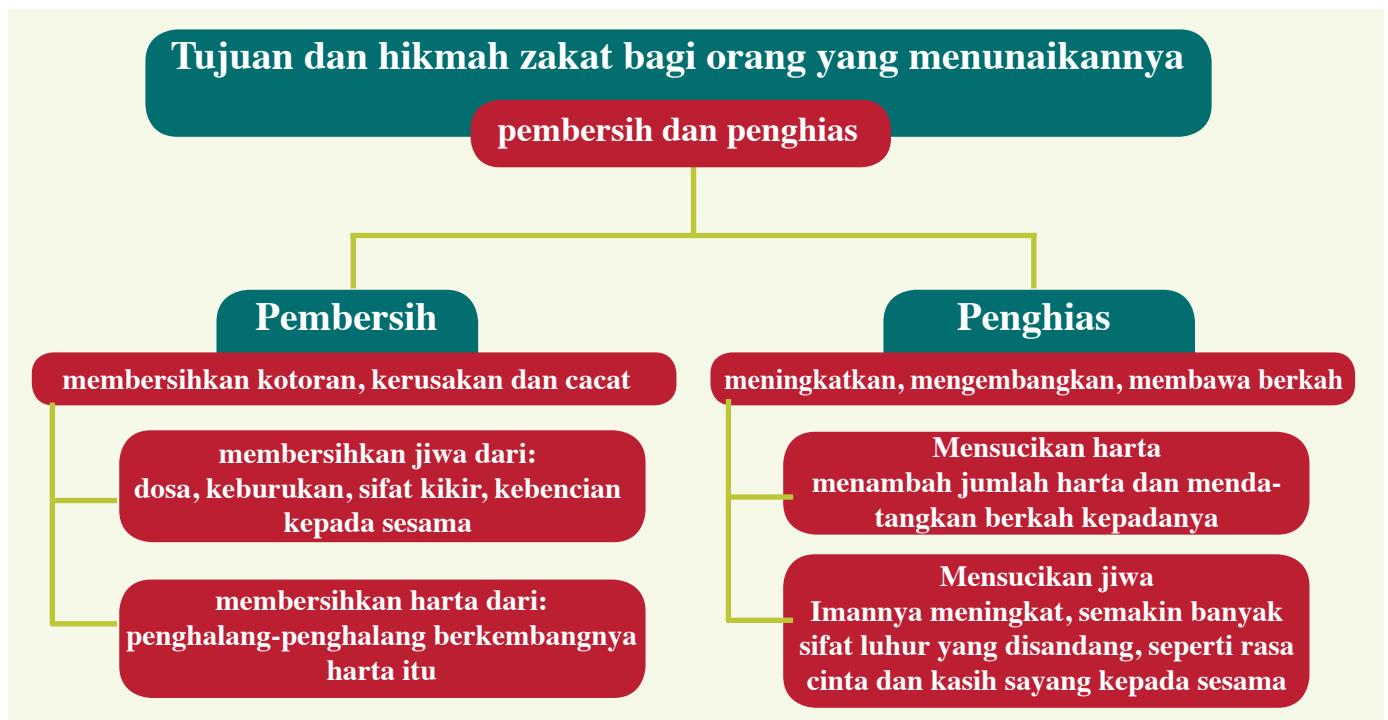 Tujuan dan hikmah zakat bagi orang yang menunaikannya
pembersih dan penghias
Pembersih
membersihkan kotoran, kerusakan dan cacat
membersihkan jiwa dari:
dosa, keburukan, sifat kikir, kebencian
kepada sesama
membersihkan harta dari:
penghalang-penghalang berkembangnya
harta itu
Penghias
meningkatkan, mengembangkan, membawa berkah
Mensucikan harta
menambah jumlah harta dan menda-
tangkan berkah kepadanya
Mensucikan jiwa
Imannya meningkat, semakin banyak
sifat luhur yang disandang, seperti rasa
cinta dan kasih sayang kepada sesama